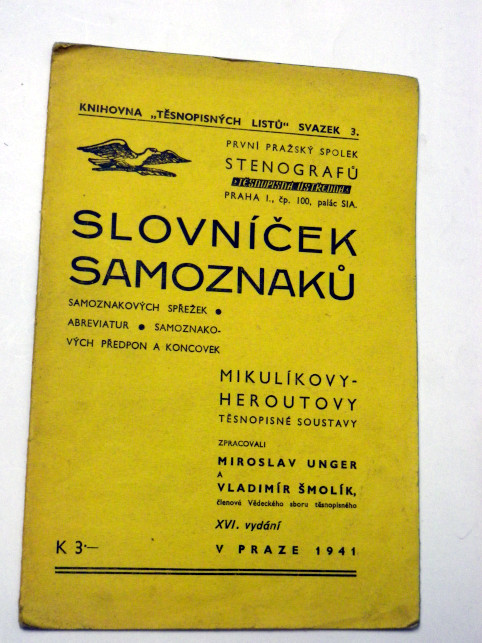 KNIHOVNA „TĚSNOPISNÝCH LISTŮ" SVAZEK 3.
PRVNÍ PRAŽSKÝ SPOLEK
STENOGRAFŮ
·TĚSNOPISNÁ ÚSTŘEDNA·
PRAHA I., čp. 100, palác SIA.
SLOVNÍČEK
SAMOZNAKŮ
SAMOZNAKOVÝCH SPŘEŽEK ●
ABREVIATUR ● SAMOZNAKO-
VÝCH PŘEDPON A KONCOVEK
MIKULÍKOVY-
HEROUTOVY
TĚSNOPISNÉ SOUSTAVY
ZPRACOVALI
MIROSLAV UNGER
A
VLADIMÍR ŠMOLÍK,
členové Vědeckého sboru těsnopisného
XVI. vydání
K 3·—
V PRAZE 1941